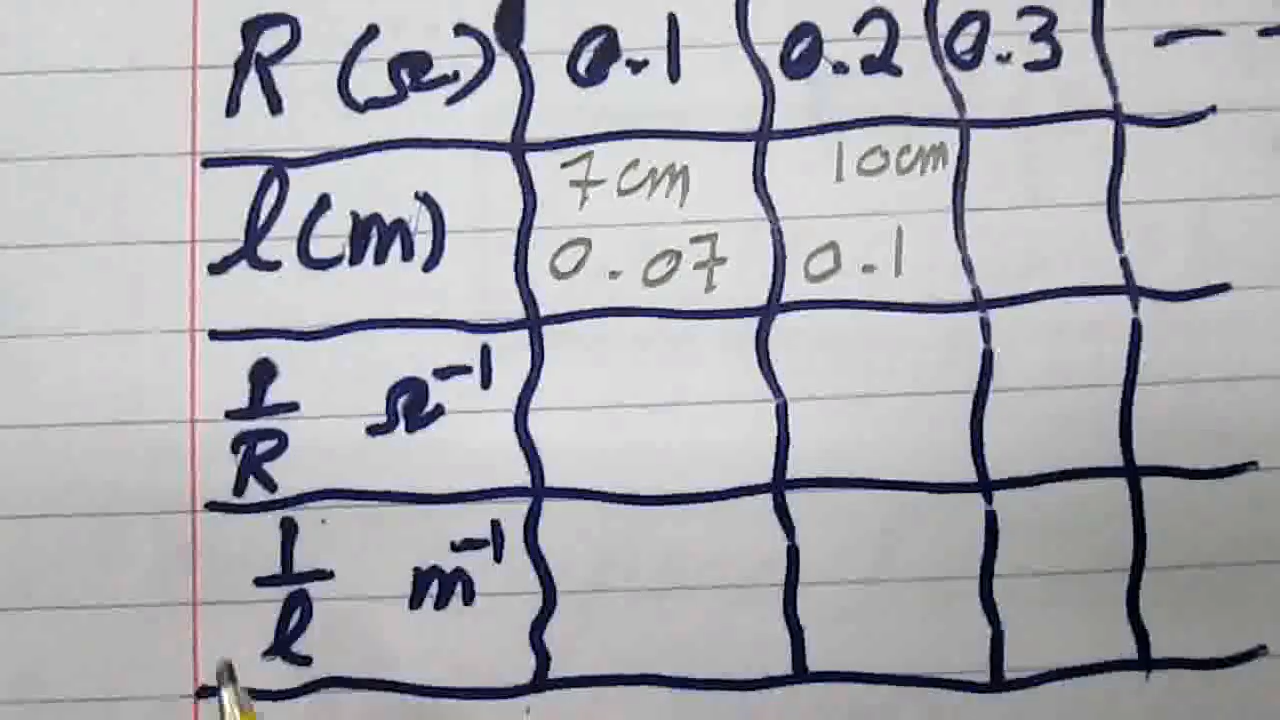 R (Ω) 0.1 0.2 0.3 --
l(m) 7cm 10cm
0.07 0.1
1/R Ω⁻¹
1/l m⁻¹